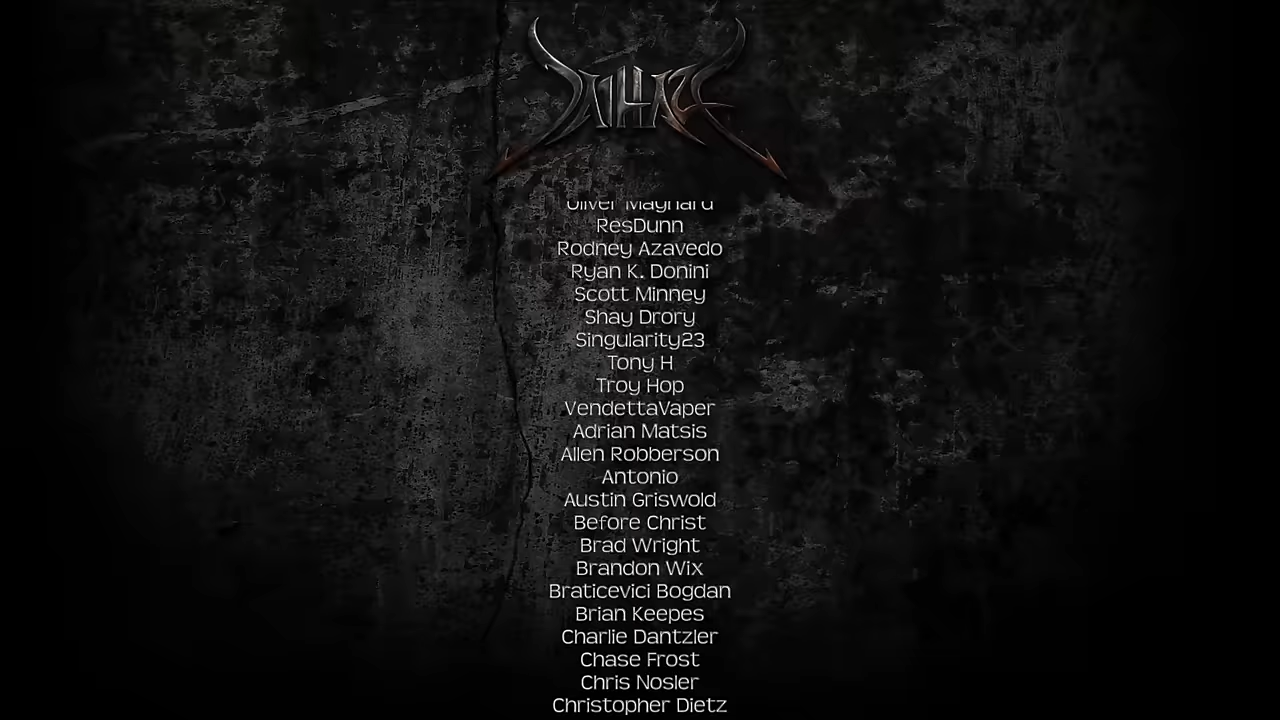 Oliver Maynard
ResDunn
Rodney Azavedo
Ryan K. Donini
Scott Minney
Shay Drory
Singularity23
Tony H
Troy Hop
VendettaVaper
Adrian Matsis
Allen Robberson
Antonio
Austin Griswold
Before Christ
Brad Wright
Brandon Wix
Braticevici Bogdan
Brian Keepes
Charlie Dantzler
Chase Frost
Chris Nosler
Christopher Dietz